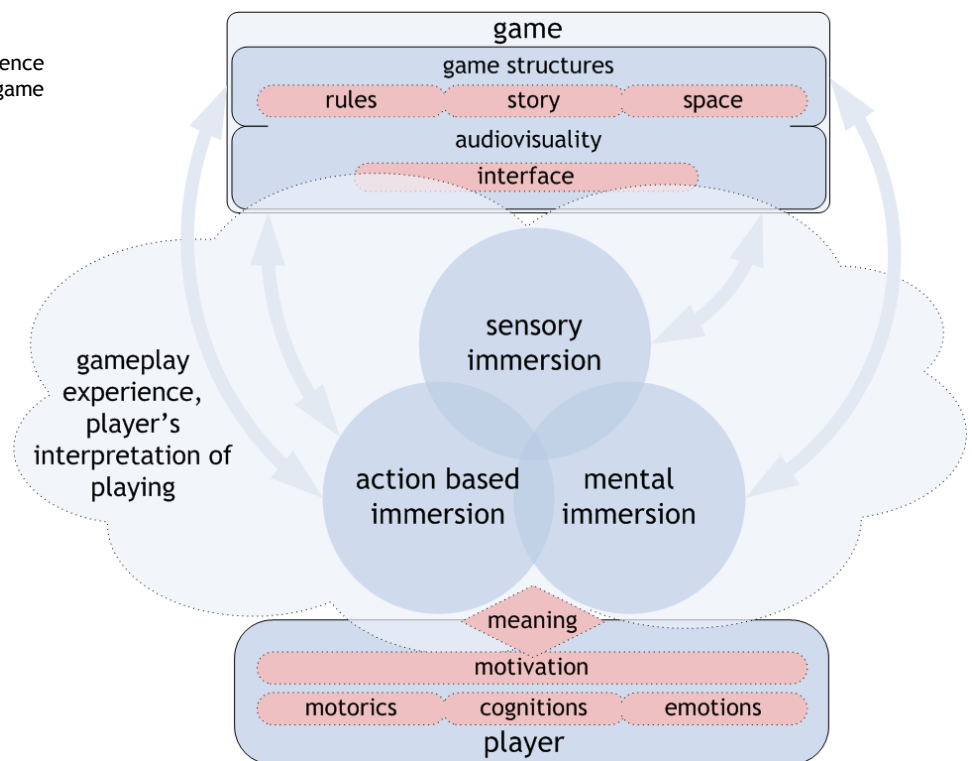 game
ence
game
game structures
rules story space
audiovisuality
interface
sensory
immersion
gameplay
experience,
player’s
interpretation of
playing
action based
immersion
mental
immersion
meaning
motivation
motorics cognitions emotions
player